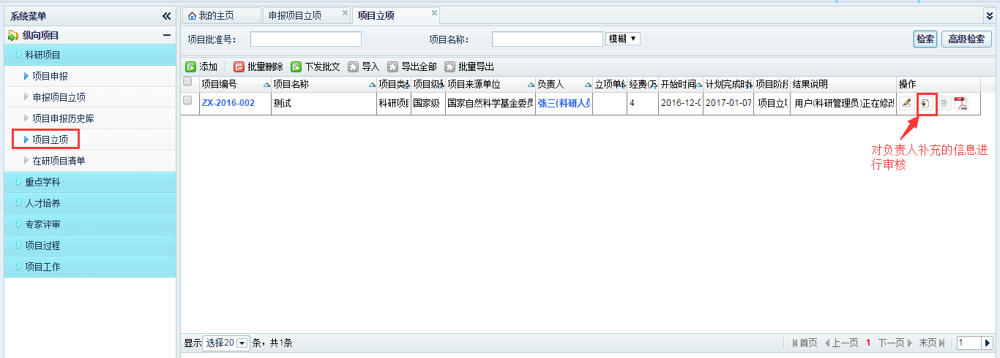 系统菜单
纵向项目
科研项目
项目申报
申报项目立项
项目申报历史库
项目立项
在研项目清单
重点学科
人才培养
专家评审
项目过程
项目工作
我的主页 申报项目立项 项目立项
项目批准号: 项目名称: 模糊 检索 高级检索
添加 批量删除 下发批文 导入 导出全部 批量导出
项目编号 项目名称 项目类 项目级 项目来源单位 负责人 立项单 经费(万 开始时间 计划完成时 项目阶段 结果说明 操作
ZX-2016-002 测试 科研项目 国家级 国家自然科学基金委员 张三(科研人员 4 2016-12-0 2017-01-07 项目立项 用户(科研管理员)正在修改
对负责人补充的信息进
行审核
显示 选择20 条，共1条 首页 上一页 1 下一页 末页 1